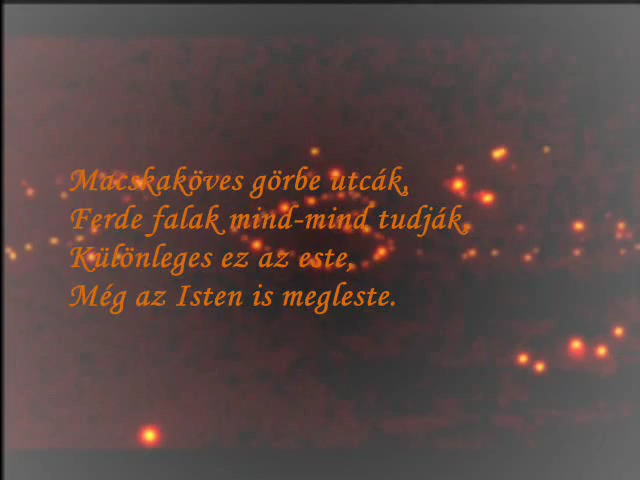 Macskaköves görbe utcák,
Ferde falak mind-mind tudják,
Különleges ez az este,
Még az Isten is megleste.